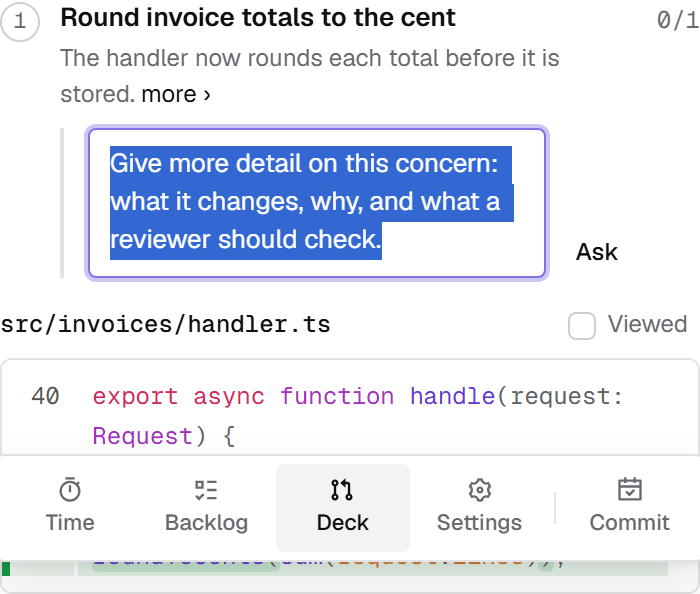 1 Round invoice totals to the cent 0/1
The handler now rounds each total before it is
stored. more ›
Give more detail on this concern:
what it changes, why, and what a
reviewer should check.
Ask
src/invoices/handler.ts Viewed
40 export async function handle(request:
Request) {
Time Backlog Deck Settings Commit